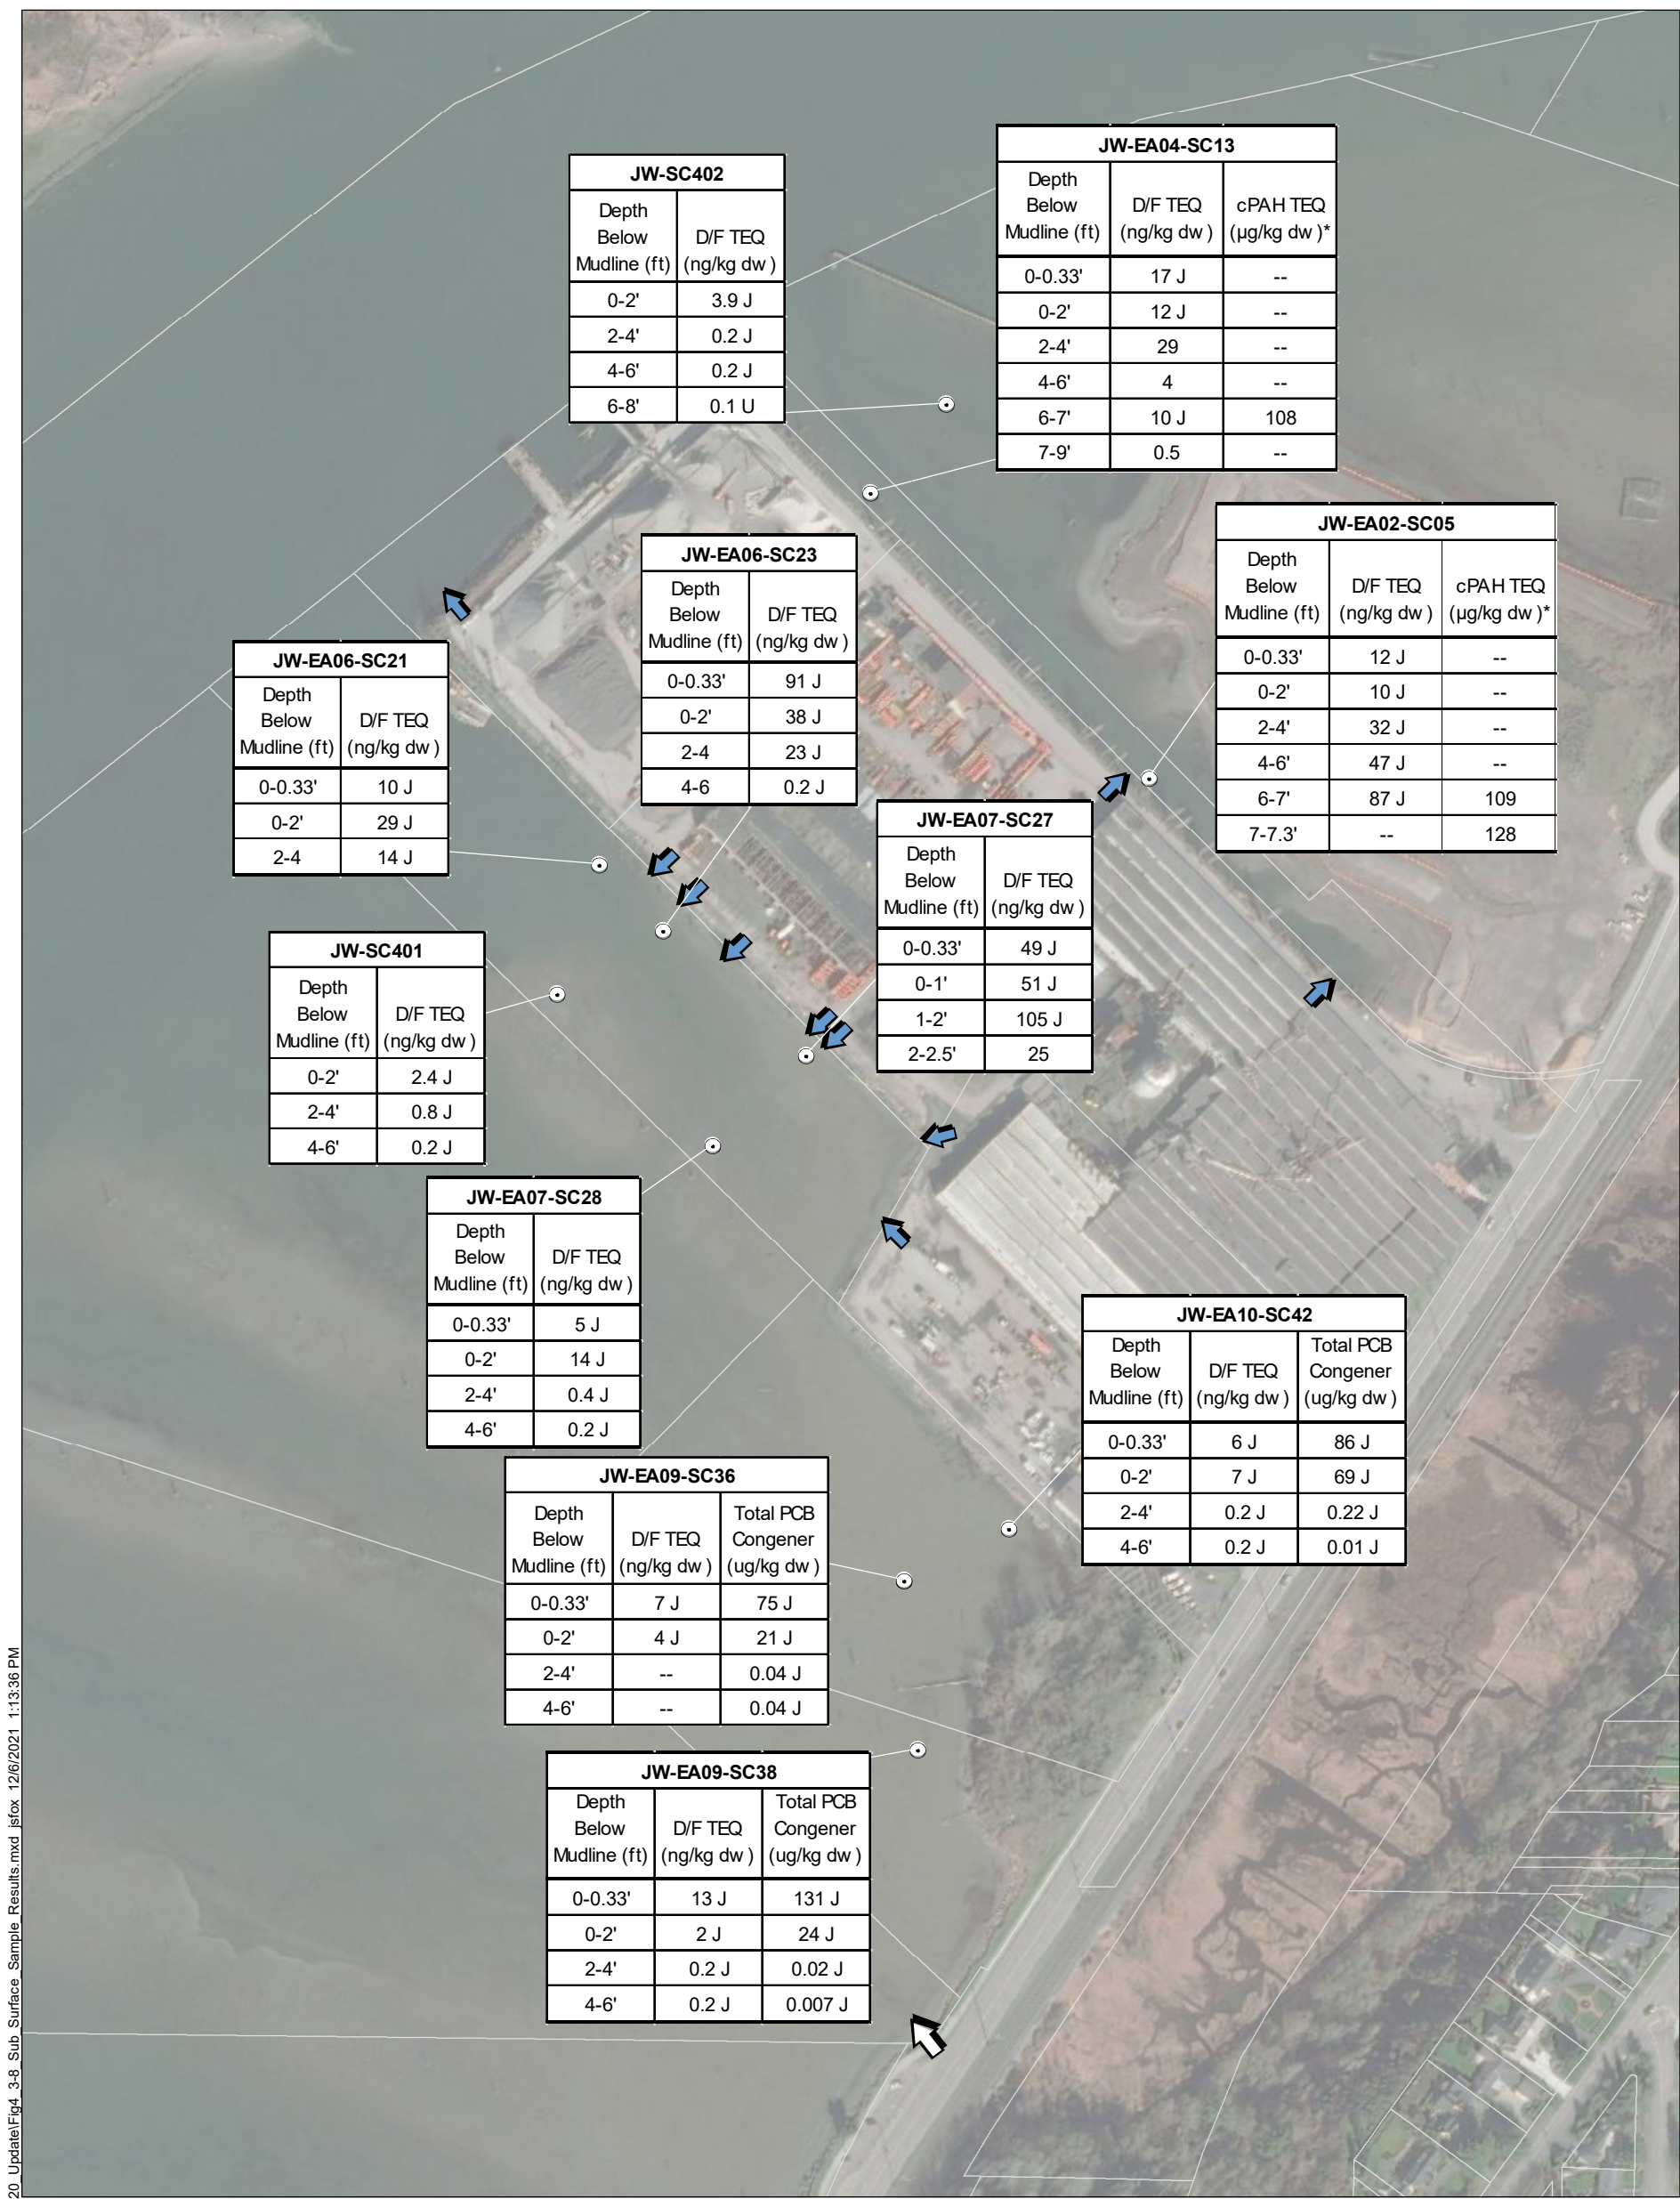 JW-SC402
Depth Below Mudline (ft) D/F TEQ (ng/kg dw)
0-2' 3.9 J
2-4' 0.2 J
4-6' 0.2 J
6-8' 0.1 U
JW-EA04-SC13
Depth Below Mudline (ft) D/F TEQ (ng/kg dw) cPAH TEQ (µg/kg dw)*
0-0.33' 17 J --
0-2' 12 J --
2-4' 29 --
4-6' 4 --
6-7' 10 J 108
7-9' 0.5 --
JW-EA02-SC05
Depth Below Mudline (ft) D/F TEQ (ng/kg dw) cPAH TEQ (µg/kg dw)*
0-0.33' 12 J --
0-2' 10 J --
2-4' 32 J --
4-6' 47 J --
6-7' 87 J 109
7-7.3' -- 128
JW-EA06-SC23
Depth Below Mudline (ft) D/F TEQ (ng/kg dw)
0-0.33' 91 J
0-2' 38 J
2-4 23 J
4-6 0.2 J
JW-EA06-SC21
Depth Below Mudline (ft) D/F TEQ (ng/kg dw)
0-0.33' 10 J
0-2' 29 J
2-4 14 J
JW-EA07-SC27
Depth Below Mudline (ft) D/F TEQ (ng/kg dw)
0-0.33' 49 J
0-1' 51 J
1-2' 105 J
2-2.5' 25
JW-SC401
Depth Below Mudline (ft) D/F TEQ (ng/kg dw)
0-2' 2.4 J
2-4' 0.8 J
4-6' 0.2 J
JW-EA07-SC28
Depth Below Mudline (ft) D/F TEQ (ng/kg dw)
0-0.33' 5 J
0-2' 14 J
2-4' 0.4 J
4-6' 0.2 J
JW-EA10-SC42
Depth Below Mudline (ft) D/F TEQ (ng/kg dw) Total PCB Congener (ug/kg dw)
0-0.33' 6 J 86 J
0-2' 7 J 69 J
2-4' 0.2 J 0.22 J
4-6' 0.2 J 0.01 J
JW-EA09-SC36
Depth Below Mudline (ft) D/F TEQ (ng/kg dw) Total PCB Congener (ug/kg dw)
0-0.33' 7 J 75 J
0-2' 4 J 21 J
2-4' -- 0.04 J
4-6' -- 0.04 J
JW-EA09-SC38
Depth Below Mudline (ft) D/F TEQ (ng/kg dw) Total PCB Congener (ug/kg dw)
0-0.33' 13 J 131 J
0-2' 2 J 24 J
2-4' 0.2 J 0.02 J
4-6' 0.2 J 0.007 J
20_Update\Fig4_3-8_Sub_Surface_Sample_Results.mxd jsfox 12/6/2021 1:13:36 PM